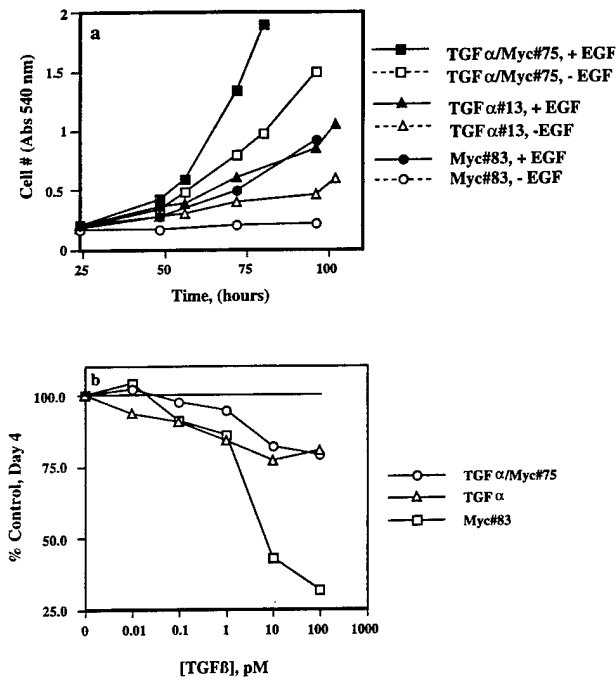 a
2
1.5
1
0.5
0
Cell # (Abs 540 nm)
25
50
75
100
Time, (hours)
TGFα/Myc#75, + EGF
TGFα/Myc#75, - EGF
TGFα#13, + EGF
TGFα#13, -EGF
Myc#83, + EGF
Myc#83, - EGF
b
100.0
75.0
50.0
25.0
% Control, Day 4
0
0.01
0.1
1
10
100
1000
[TGFß], pM
TGFα/Myc#75
TGFα
Myc#83